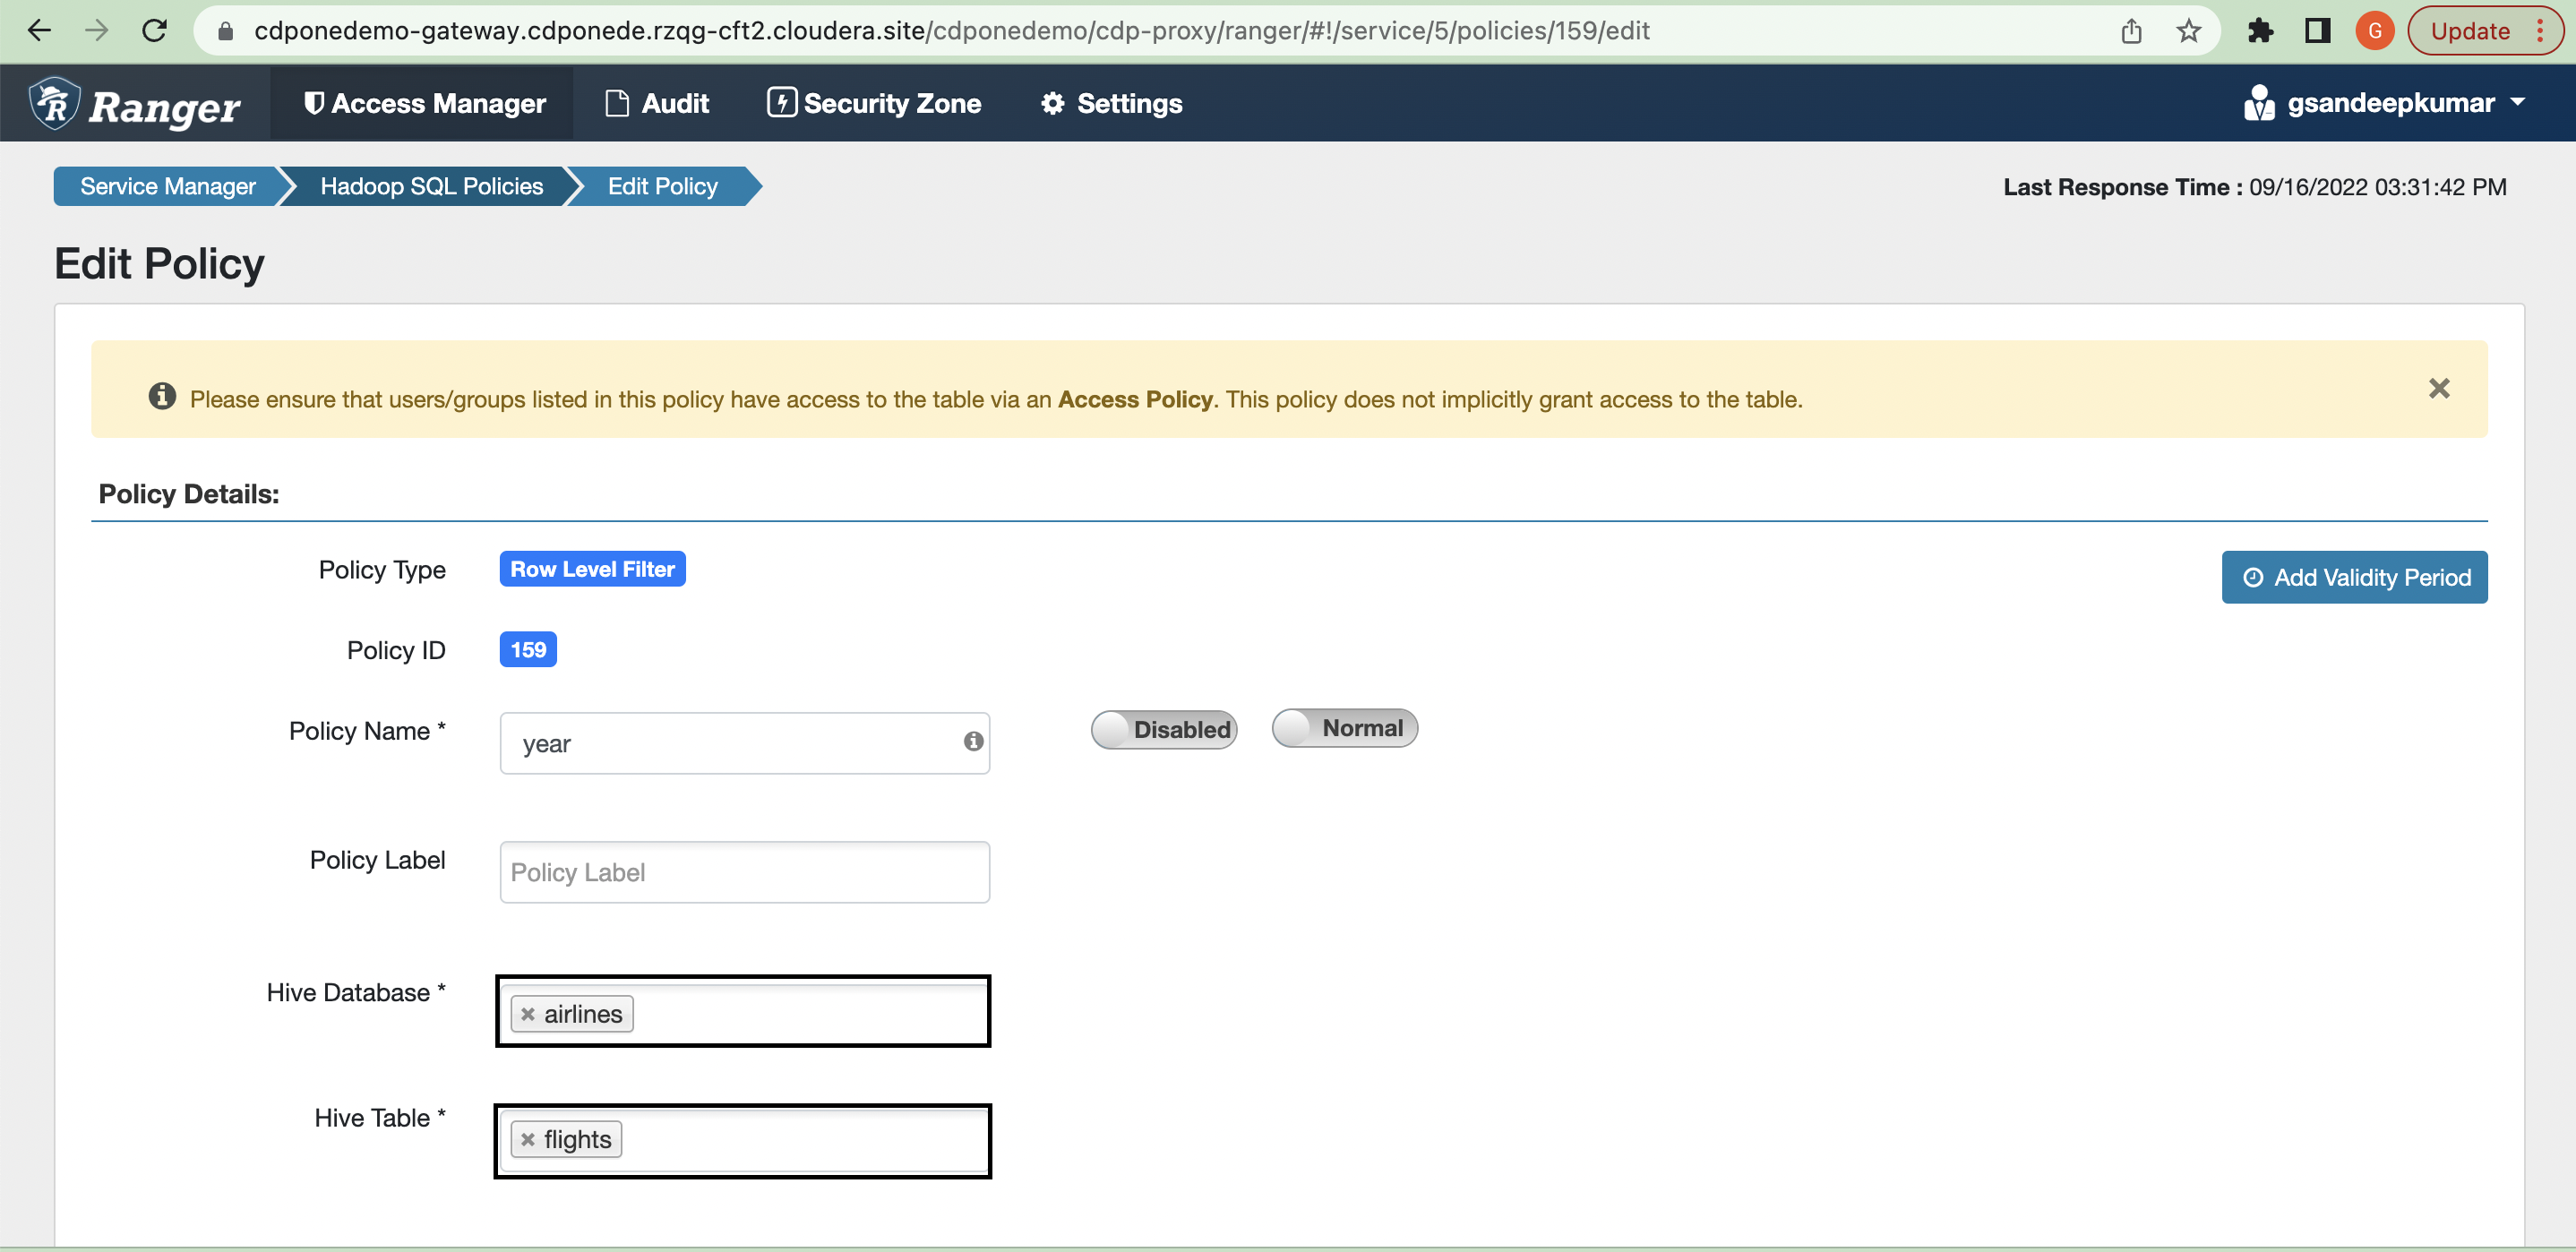 cdponedemo-gateway.cdponede.rzqg-cft2.cloudera.site/cdponedemo/cdp-proxy/ranger/#!/service/5/policies/159/edit
G
Update
R Ranger
Access Manager
Audit
Security Zone
Settings
gsandeepkumar
Service Manager
Hadoop SQL Policies
Edit Policy
Last Response Time : 09/16/2022 03:31:42 PM
Edit Policy
Please ensure that users/groups listed in this policy have access to the table via an Access Policy. This policy does not implicitly grant access to the table.
Policy Details:
Policy Type
Row Level Filter
Add Validity Period
Policy ID
159
Policy Name *
year
Disabled
Normal
Policy Label
Policy Label
Hive Database *
× airlines
Hive Table *
× flights